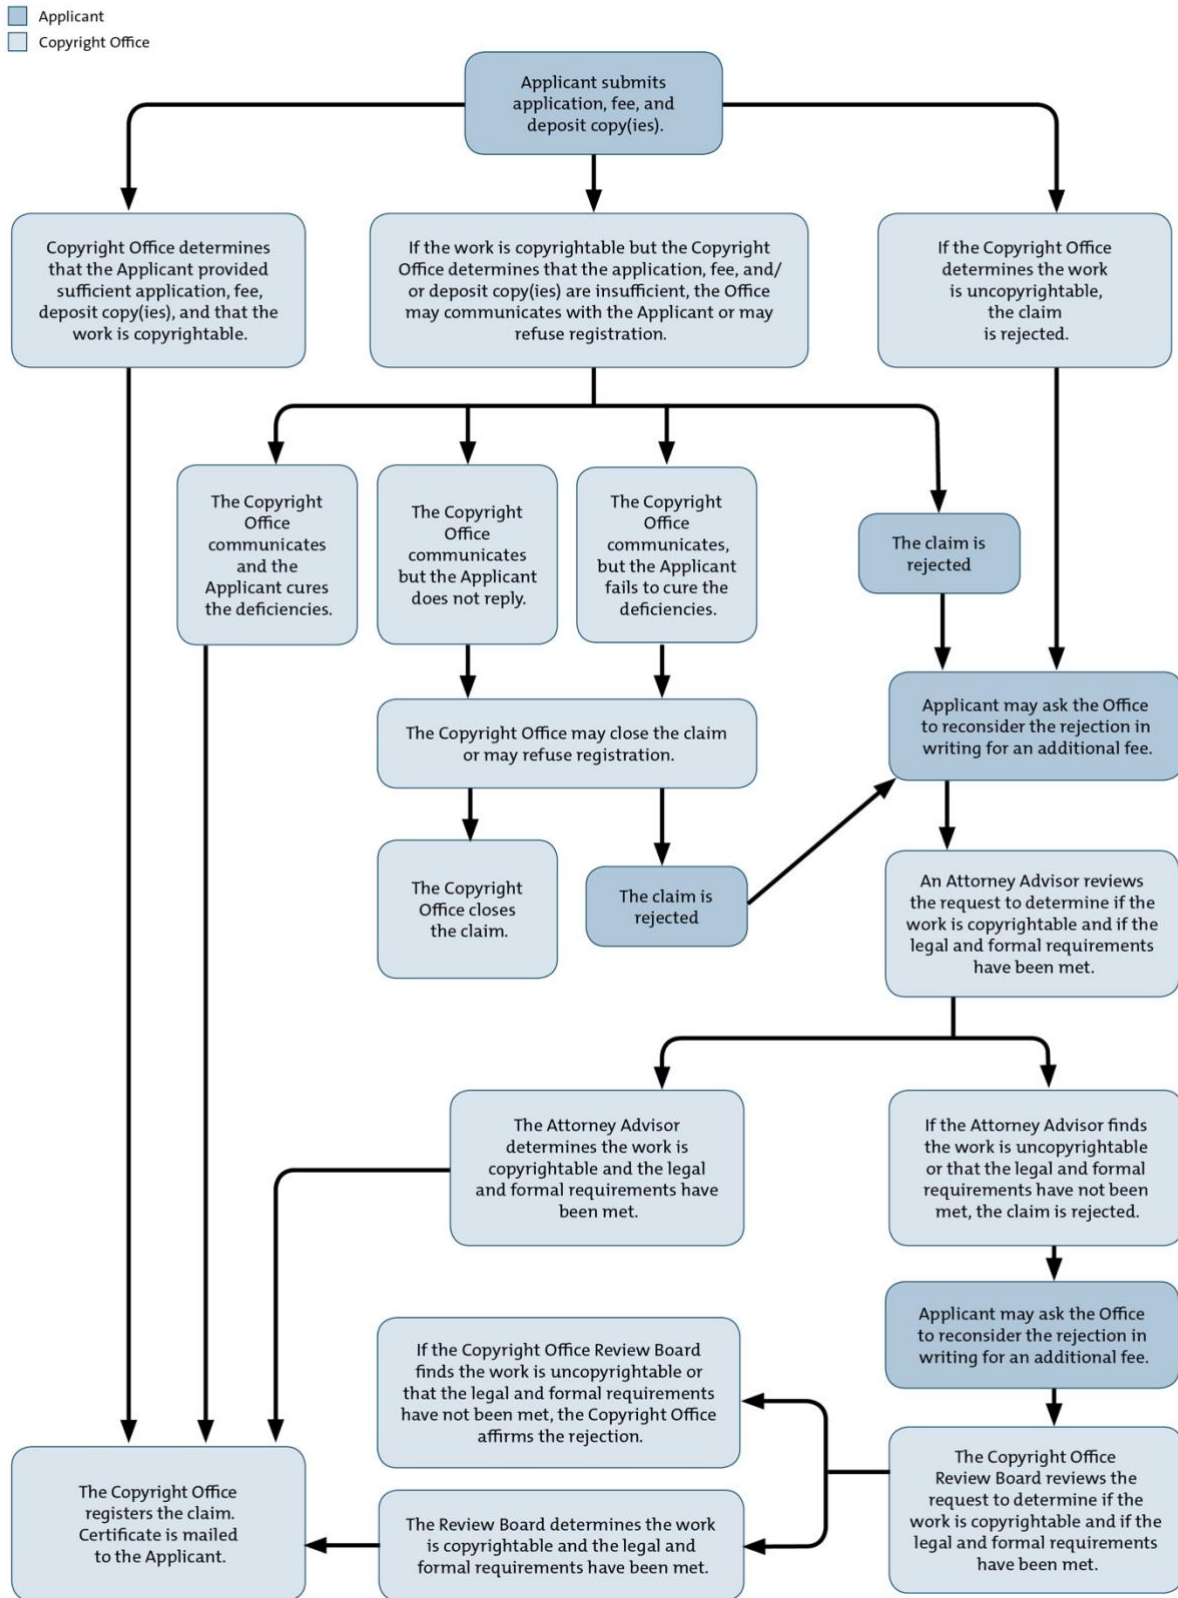 Applicant
Copyright Office
Applicant submits
application, fee, and
deposit copy(ies).
Copyright Office determines
that the Applicant provided
sufficient application, fee,
deposit copy(ies), and that the
work is copyrightable.
If the work is copyrightable but the Copyright
Office determines that the application, fee, and/
or deposit copy(ies) are insufficient, the Office
may communicates with the Applicant or may
refuse registration.
If the Copyright Office
determines the work
is uncopyrightable,
the claim
is rejected.
The Copyright
Office
communicates
and the
Applicant cures
the deficiencies.
The Copyright
Office
communicates
but the Applicant
does not reply.
The Copyright
Office
communicates,
but the Applicant
fails to cure the
deficiencies.
The claim is
rejected
The Copyright Office may close the claim
or may refuse registration.
Applicant may ask the Office
to reconsider the rejection in
writing for an additional fee.
The Copyright
Office closes
the claim.
The claim is
rejected
An Attorney Advisor reviews
the request to determine if the
work is copyrightable and if the
legal and formal requirements
have been met.
The Attorney Advisor
determines the work is
copyrightable and the legal
and formal requirements have
been met.
If the Attorney Advisor finds
the work is uncopyrightable
or that the legal and formal
requirements have not been
met, the claim is rejected.
Applicant may ask the Office
to reconsider the rejection in
writing for an additional fee.
If the Copyright Office Review Board
finds the work is uncopyrightable or
that the legal and formal requirements
have not been met, the Copyright Office
affirms the rejection.
The Copyright Office
Review Board reviews the
request to determine if the
work is copyrightable and if the
legal and formal requirements
have been met.
The Copyright Office
registers the claim.
Certificate is mailed
to the Applicant.
The Review Board determines the work
is copyrightable and the legal and
formal requirements have been met.